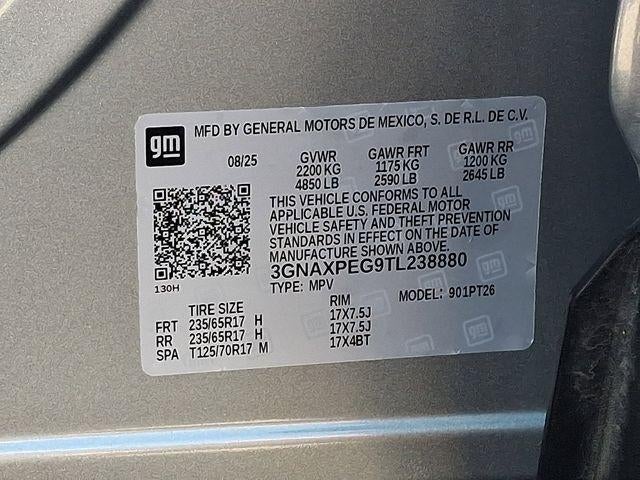 gm
MFD BY GENERAL MOTORS DE MEXICO, S. DE R.L. DE C.V.
08/25 GVWR GAWR FRT GAWR RR
2200 KG 1175 KG 1200 KG
4850 LB 2590 LB 2645 LB
THIS VEHICLE CONFORMS TO ALL
APPLICABLE U.S. FEDERAL MOTOR
VEHICLE SAFETY AND THEFT PREVENTION
STANDARDS IN EFFECT ON THE DATE OF
MANUFACTURE SHOWN ABOVE.
3GNAXPEG9TL238880
130H
TYPE: MPV MODEL: 901PT26
TIRE SIZE RIM
FRT 235/65R17 H 17X7.5J
RR 235/65R17 H 17X7.5J
SPA T125/70R17 M 17X4BT